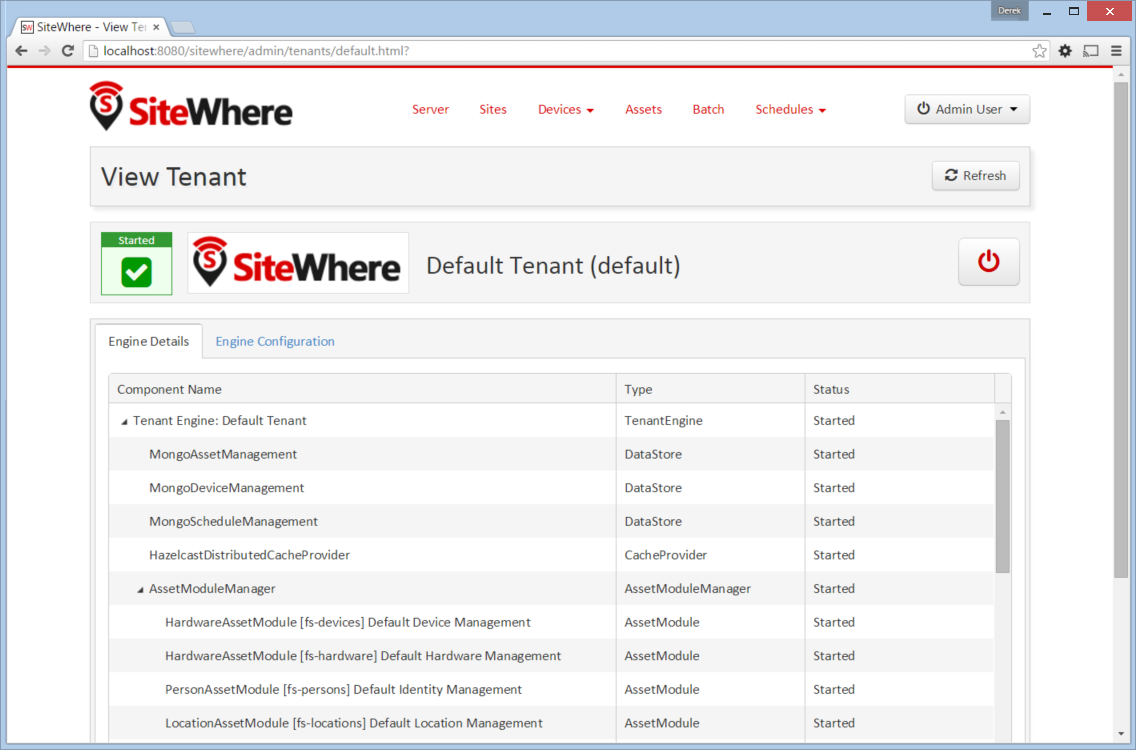 Derek
SW SiteWhere - View Te
localhost:8080/sitewhere/admin/tenants/default.html?
S SiteWhere Server Sites Devices Assets Batch Schedules Admin User
View Tenant Refresh
Started
S SiteWhere Default Tenant (default)
Engine Details Engine Configuration
Component Name Type Status
Tenant Engine: Default Tenant TenantEngine Started
MongoAssetManagement DataStore Started
MongoDeviceManagement DataStore Started
MongoScheduleManagement DataStore Started
HazelcastDistributedCacheProvider CacheProvider Started
AssetModuleManager AssetModuleManager Started
HardwareAssetModule [fs-devices] Default Device Management AssetModule Started
HardwareAssetModule [fs-hardware] Default Hardware Management AssetModule Started
PersonAssetModule [fs-persons] Default Identity Management AssetModule Started
LocationAssetModule [fs-locations] Default Location Management AssetModule Started